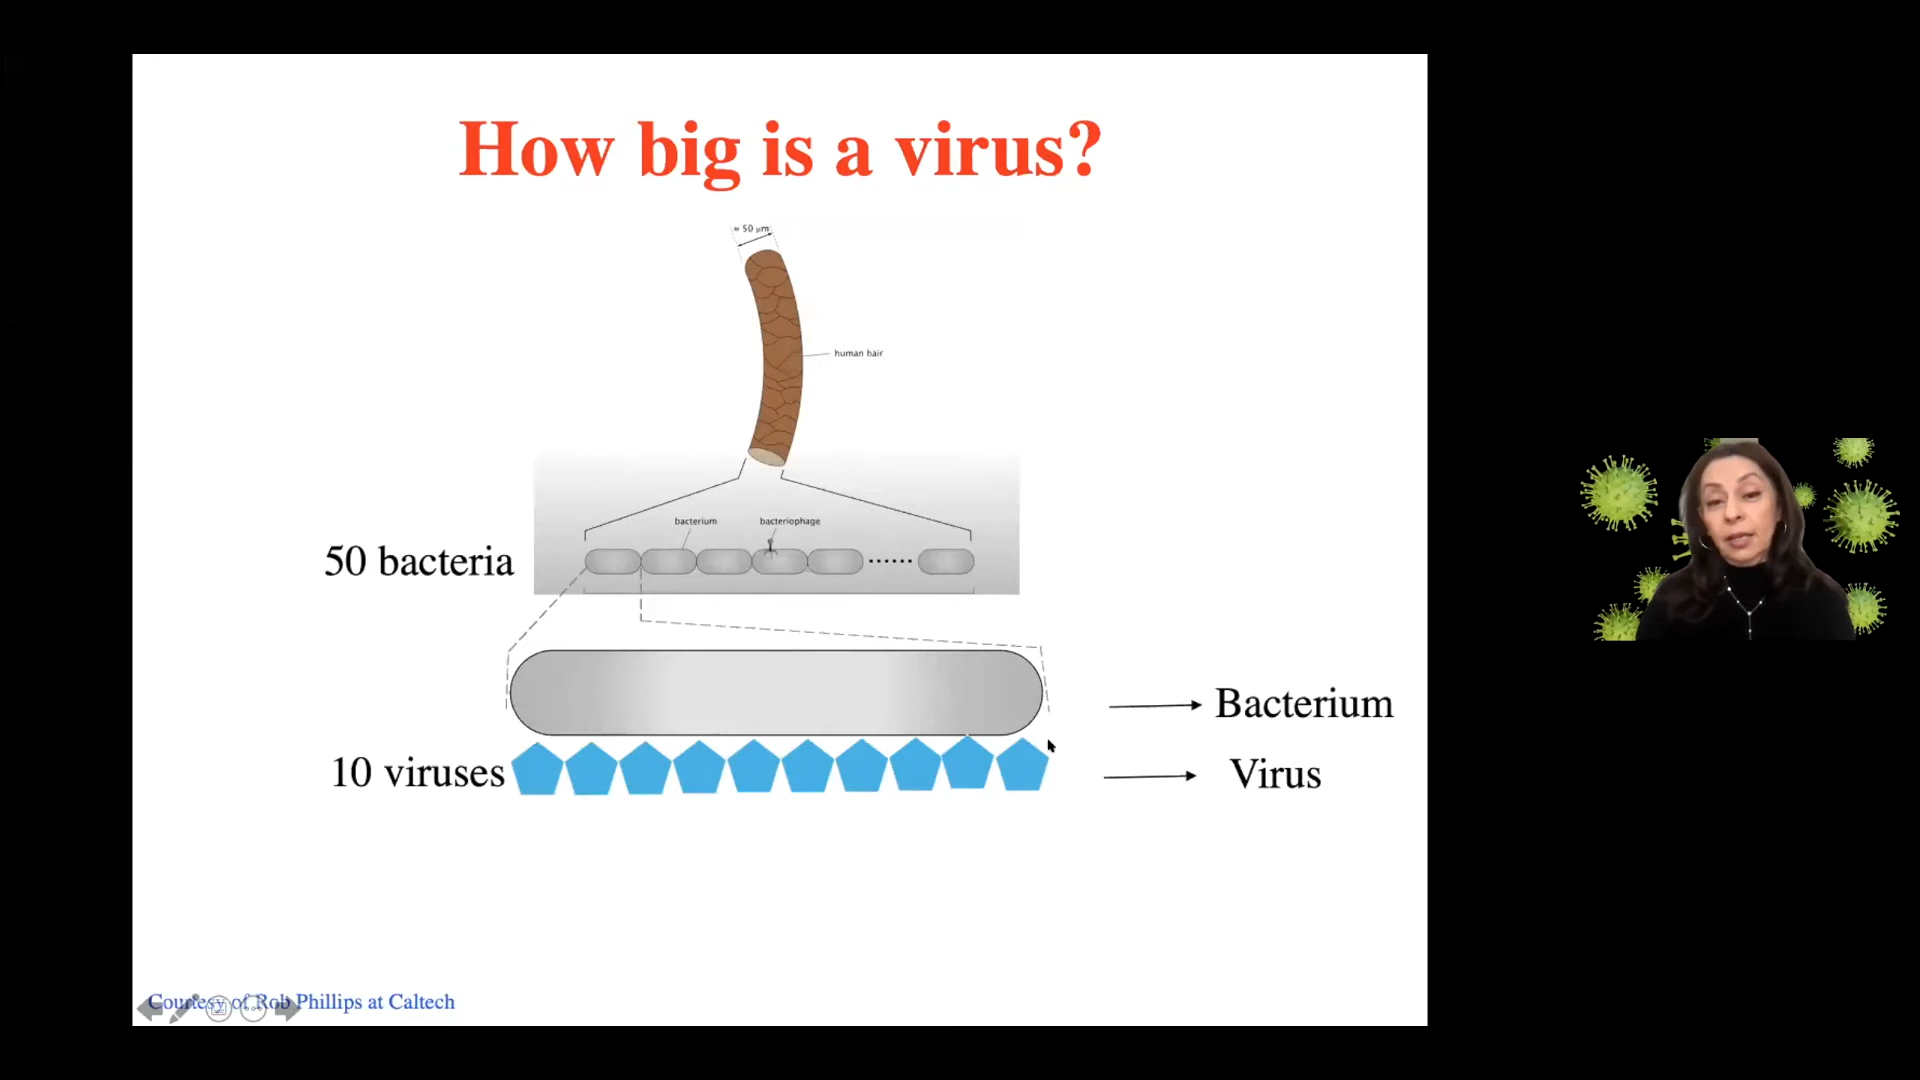 How big is a virus?
≈ 50 μm
human hair
bacterium
bacteriophage
50 bacteria
Bacterium
10 viruses
Virus
Courtesy of Rob Phillips at Caltech